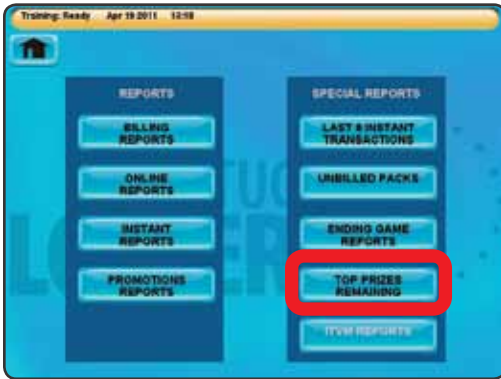 Training: Ready Apr 19 2011 13:58
REPORTS
BILLING
REPORTS
ONLINE
REPORTS
INSTANT
REPORTS
PROMOTIONS
REPORTS
SPECIAL REPORTS
LAST 8 INSTANT
TRANSACTIONS
UNBILLED PACKS
ENDING GAME
REPORTS
TOP PRIZES
REMAINING
ITVM REPORTS